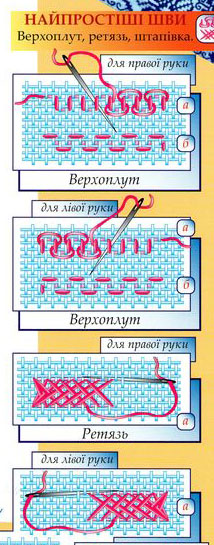 НАЙПРОСТІШІ ШВИ
Верхоплут, ретязь, штапівка.
для правої руки
а
б
Верхоплут
для лівої руки
а
б
Верхоплут
для правої руки
а
Ретязь
для лівої руки
а